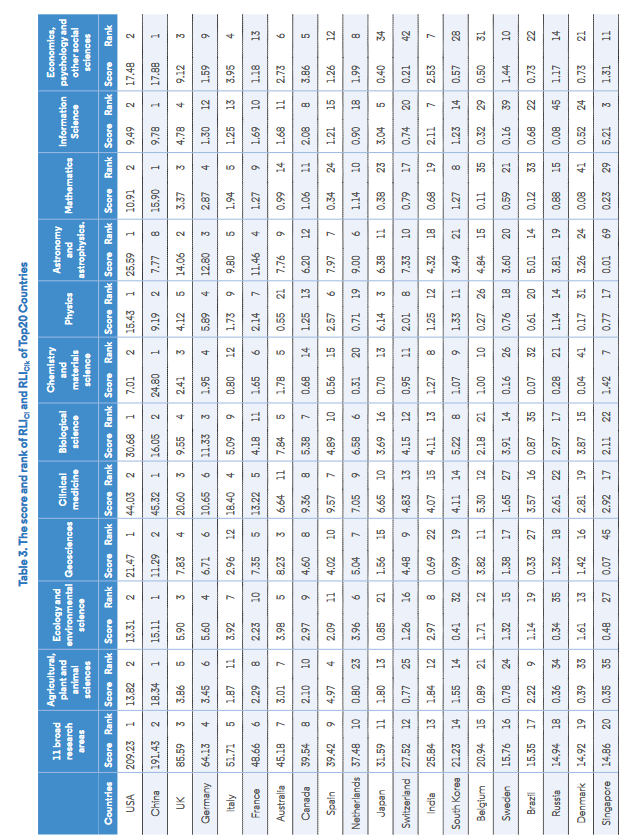 Table 3. The score and rank of RLI_CI and RLI_CIk of Top20 Countries
Countries 11 broad research areas Agricultural, plant and animal sciences Ecology and environmental science Geosciences Clinical medicine Biological science Chemistry and materials science Physics Astronomy and astrophysics. Mathematics Information Science Economics, psychology and other social sciences
Score Rank Score Rank Score Rank Score Rank Score Rank Score Rank Score Rank Score Rank Score Rank Score Rank Score Rank Score Rank
USA 209.23 1 13.82 2 13.31 2 21.47 1 44.03 2 30.68 1 7.01 2 15.43 1 25.59 1 10.91 2 9.49 2 17.48 2
China 191.43 2 18.34 1 15.11 1 11.29 2 45.32 1 16.05 2 24.80 1 9.19 2 7.77 8 15.90 1 9.78 1 17.88 1
UK 85.59 3 3.86 5 5.90 3 7.83 4 20.60 3 9.55 4 2.41 3 4.12 5 14.06 2 3.37 3 4.78 4 9.12 3
Germany 64.13 4 3.45 6 5.60 4 6.71 6 10.65 6 11.33 3 1.95 4 5.89 4 12.80 3 2.87 4 1.30 12 1.59 9
Italy 51.71 5 1.87 11 3.92 7 2.96 12 18.40 4 5.09 9 0.80 12 1.73 9 9.80 5 1.94 5 1.25 13 3.95 4
France 48.66 6 2.29 8 2.23 10 7.35 5 13.22 5 4.18 11 1.65 6 2.14 7 11.46 4 1.27 9 1.69 10 1.18 13
Australia 45.18 7 3.01 7 3.98 5 8.23 3 6.64 11 7.84 5 1.78 5 0.55 21 7.76 9 0.99 14 1.68 11 2.73 6
Canada 39.54 8 2.10 10 2.97 9 4.60 8 9.36 8 5.38 7 0.68 14 1.25 13 6.20 12 1.06 11 2.08 8 3.86 5
Spain 39.42 9 4.97 4 2.09 11 4.02 10 9.57 7 4.89 10 0.56 15 2.57 6 7.97 7 0.34 24 1.21 15 1.26 12
Netherlands 37.48 10 0.80 23 3.96 6 5.04 7 7.05 9 6.58 6 0.31 20 0.71 19 9.00 6 1.14 10 0.90 18 1.99 8
Japan 31.59 11 1.80 13 0.85 21 1.56 15 6.65 10 3.69 16 0.70 13 6.14 3 6.38 11 0.38 23 3.04 5 0.40 34
Switzerland 27.52 12 0.77 25 1.26 16 4.48 9 4.83 13 4.15 12 0.95 11 2.01 8 7.33 10 0.79 17 0.74 20 0.21 42
India 25.84 13 1.84 12 2.97 8 0.69 22 4.07 15 4.11 13 1.27 8 1.25 12 4.32 18 0.68 19 2.11 7 2.53 7
South Korea 21.23 14 1.55 14 0.41 32 0.99 19 4.11 14 5.22 8 1.07 9 1.33 11 3.49 21 1.27 8 1.23 14 0.57 28
Belgium 20.94 15 0.89 21 1.71 12 3.82 11 5.30 12 2.18 21 1.00 10 0.27 26 4.84 15 0.11 35 0.32 29 0.50 31
Sweden 15.76 16 0.78 24 1.32 15 1.38 17 1.65 27 3.91 14 0.16 26 0.76 18 3.60 20 0.59 21 0.16 39 1.44 10
Brazil 15.35 17 2.22 9 1.14 19 0.33 27 3.57 16 0.87 35 0.07 32 0.61 20 5.01 14 0.12 33 0.68 22 0.73 22
Russia 14.94 18 0.36 34 0.34 35 1.32 18 2.61 22 2.97 17 0.28 21 1.14 14 3.81 19 0.88 15 0.08 45 1.17 14
Denmark 14.92 19 0.39 33 1.61 13 1.42 16 2.81 19 3.87 15 0.04 41 0.17 31 3.26 24 0.08 41 0.52 24 0.73 21
Singapore 14.86 20 0.35 35 0.48 27 0.07 45 2.92 17 2.11 22 1.42 7 0.77 17 0.01 69 0.23 29 5.21 3 1.31 11